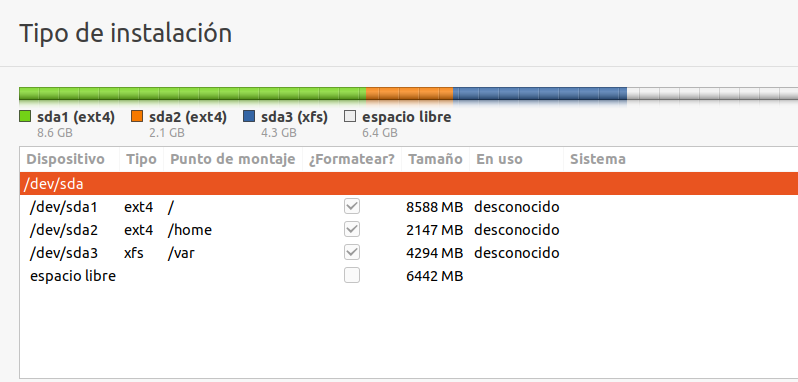 Tipo de instalación
sda1 (ext4) sda2 (ext4) sda3 (xfs) espacio libre
8.6 GB 2.1 GB 4.3 GB 6.4 GB
Dispositivo Tipo Punto de montaje ¿Formatear? Tamaño En uso Sistema
/dev/sda
/dev/sda1 ext4 / 8588 MB desconocido
/dev/sda2 ext4 /home 2147 MB desconocido
/dev/sda3 xfs /var 4294 MB desconocido
espacio libre 6442 MB